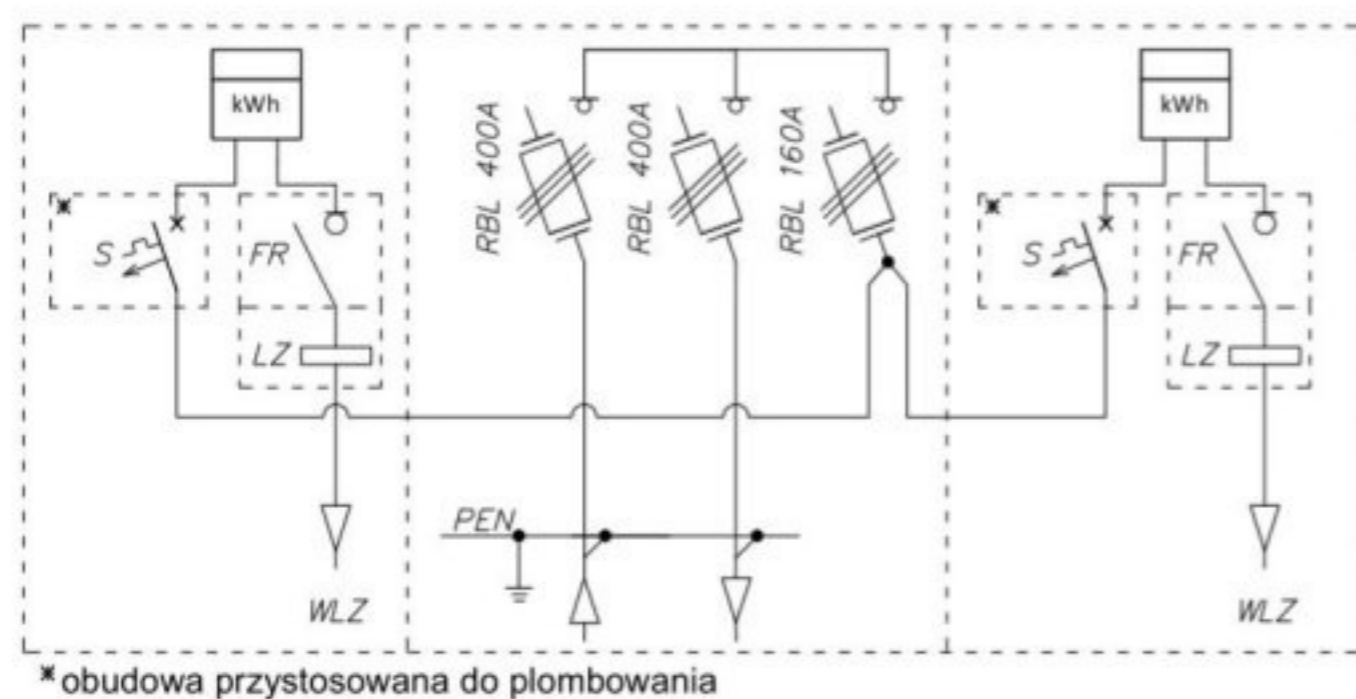 kWh
kWh
RBL 400A
RBL 400A
RBL 160A
*
S
FR
*
S
FR
LZ
LZ
PEN
WLZ
WLZ
* obudowa przystosowana do plombowania